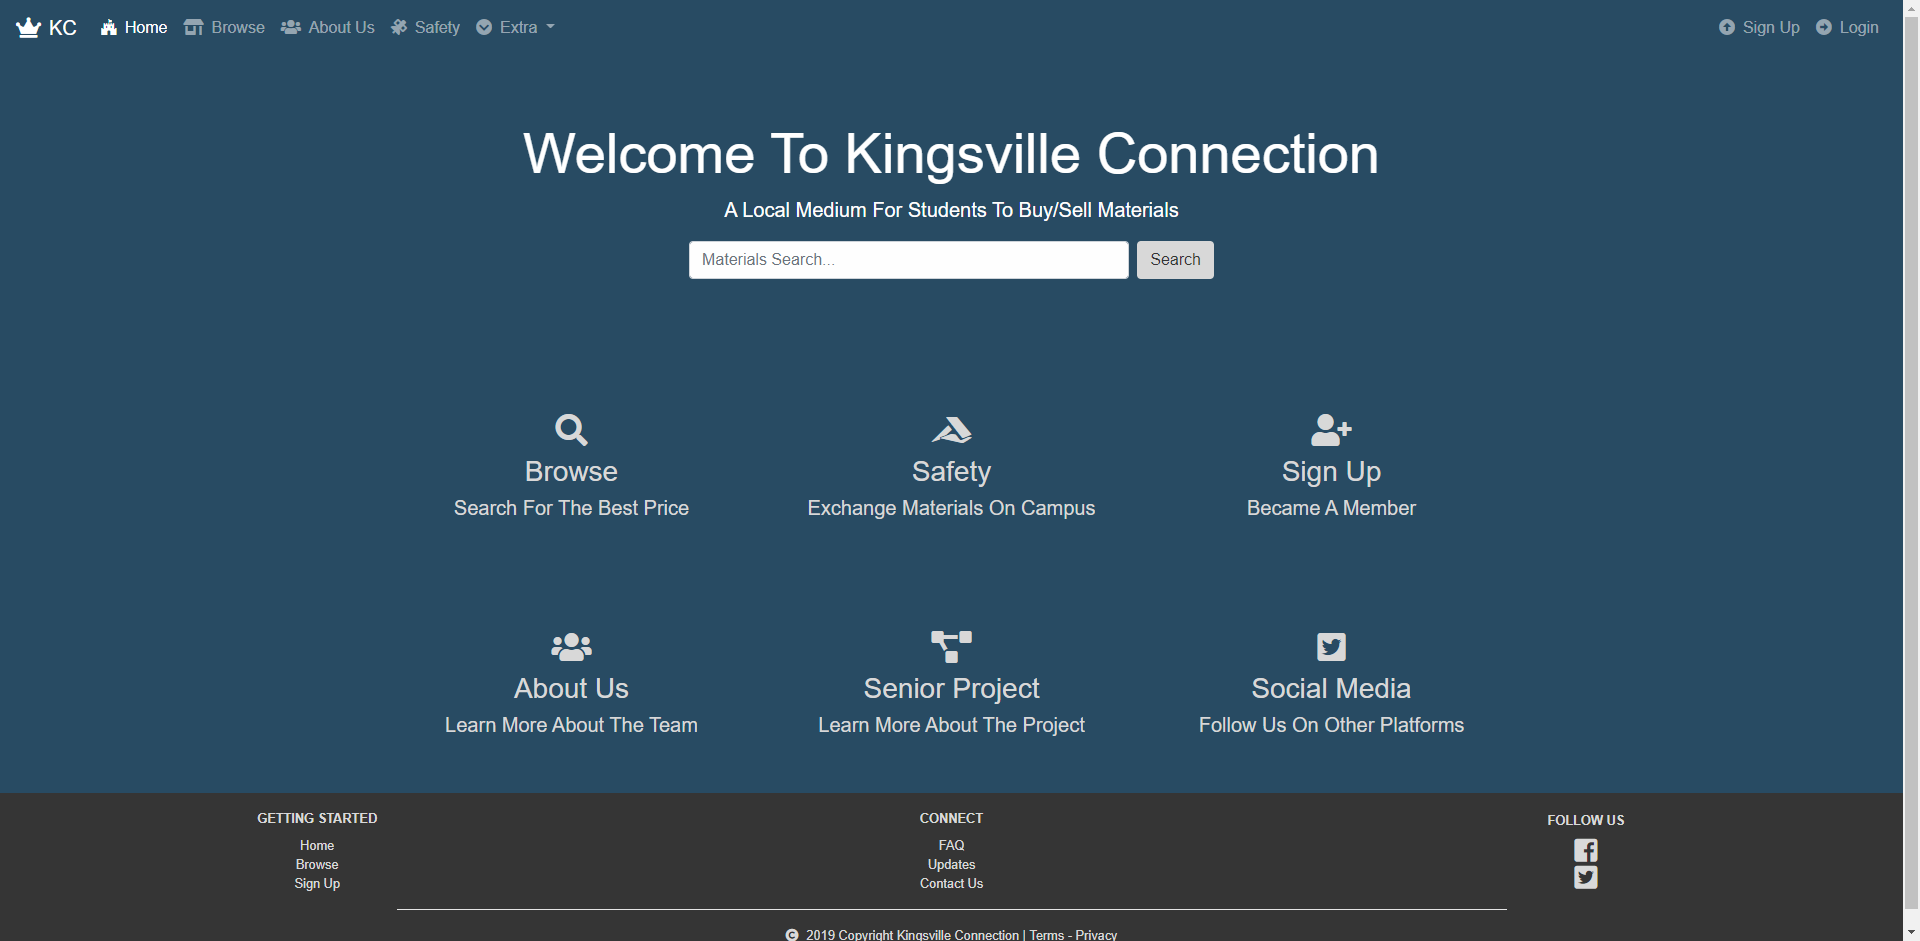 KC Home Browse About Us Safety Extra Sign Up Login
Welcome To Kingsville Connection
A Local Medium For Students To Buy/Sell Materials
Materials Search... Search
Browse
Search For The Best Price
Safety
Exchange Materials On Campus
Sign Up
Became A Member
About Us
Learn More About The Team
Senior Project
Learn More About The Project
Social Media
Follow Us On Other Platforms
GETTING STARTED
Home
Browse
Sign Up
CONNECT
FAQ
Updates
Contact Us
FOLLOW US
2019 Copyright Kingsville Connection | Terms - Privacy